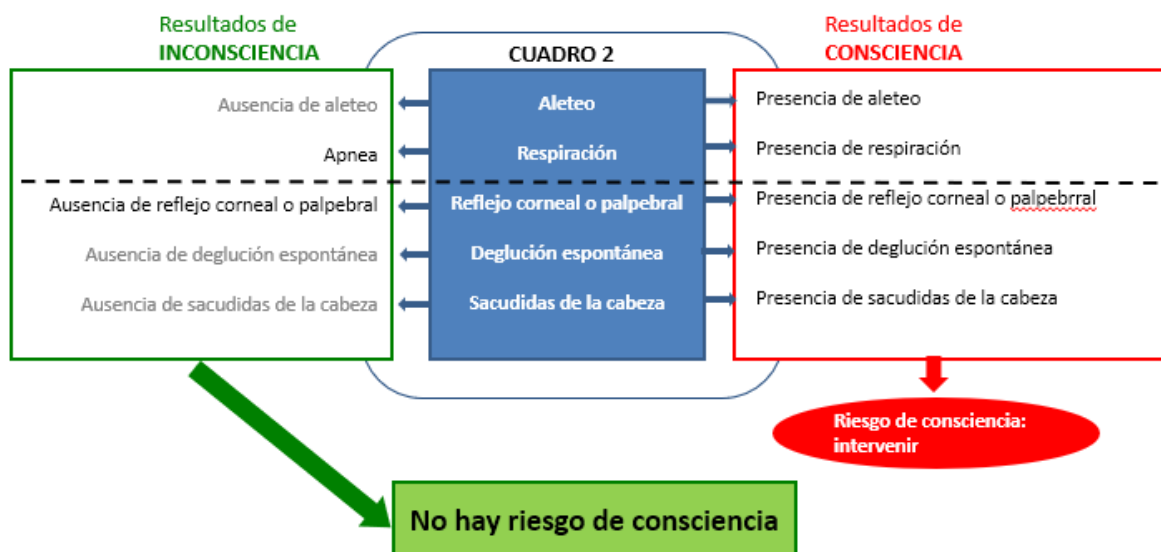 Resultados de
INCONSCIENCIA
CUADRO 2
Resultados de
CONSCIENCIA
Ausencia de aleteo
Aleteo
Presencia de aleteo
Apnea
Respiración
Presencia de respiración
Ausencia de reflejo corneal o palpebral
Reflejo corneal o palpebral
Presencia de reflejo corneal o palpebrral
Ausencia de deglución espontánea
Deglución espontánea
Presencia de deglución espontánea
Ausencia de sacudidas de la cabeza
Sacudidas de la cabeza
Presencia de sacudidas de la cabeza
Riesgo de consciencia:
intervenir
No hay riesgo de consciencia